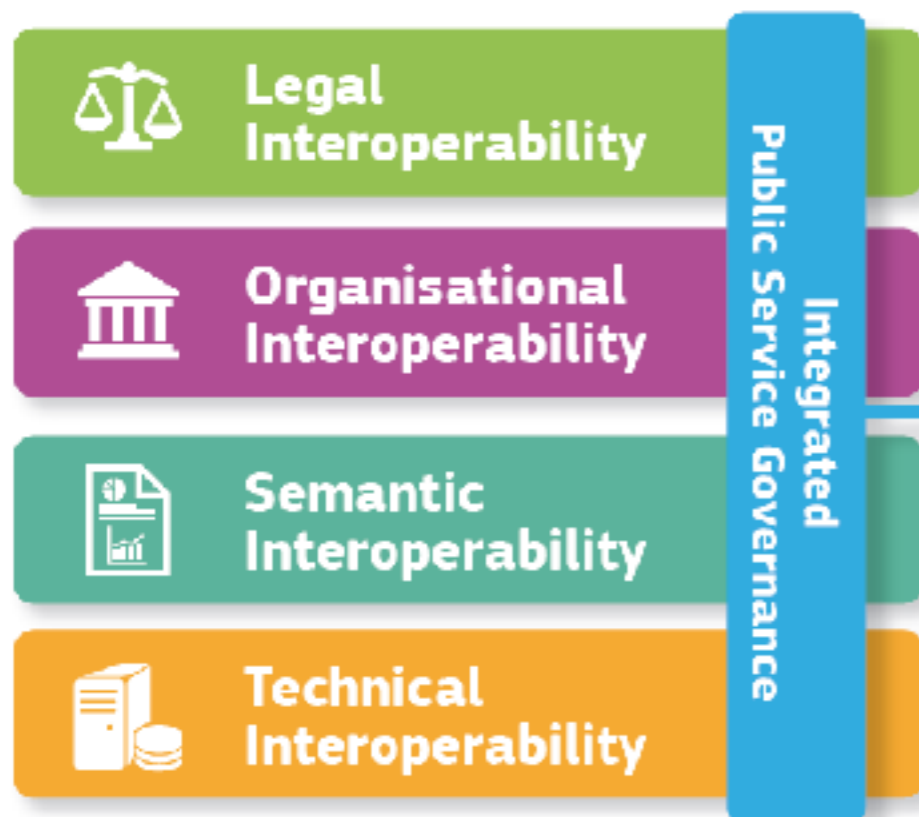 Legal
Interoperability
Organisational
Interoperability
Semantic
Interoperability
Technical
Interoperability
Integrated
Public Service Governance